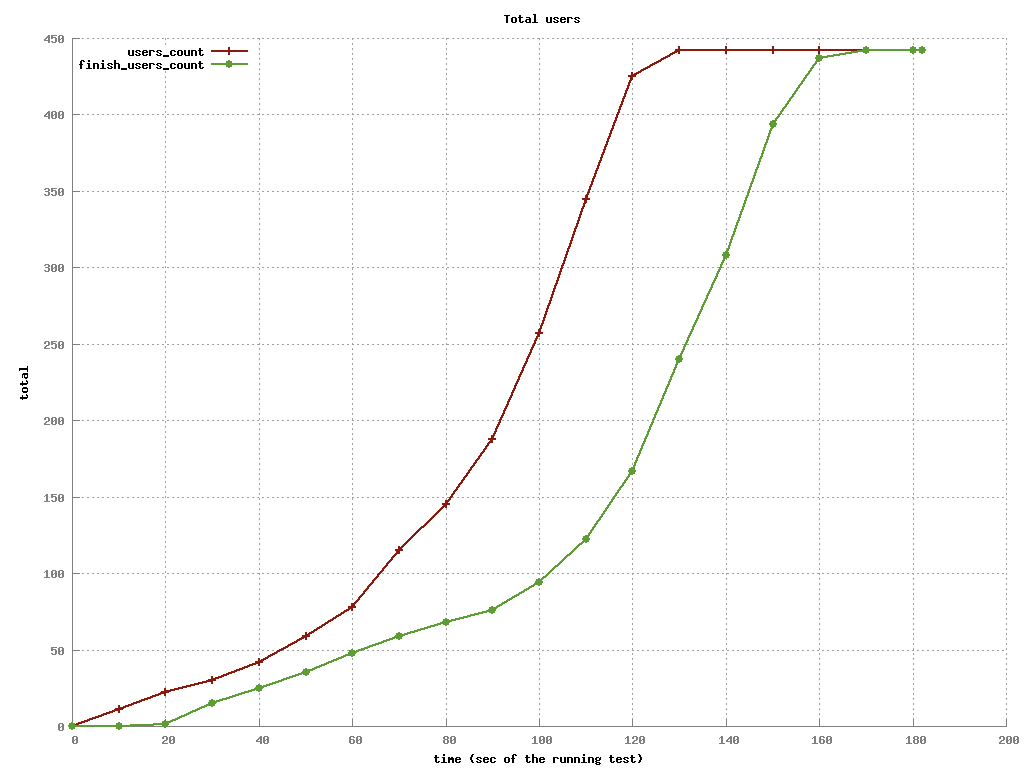 Total users
450
users_count
finish_users_count
400
350
300
250
total
200
150
100
50
0
0 20 40 60 80 100 120 140 160 180 200
time (sec of the running test)